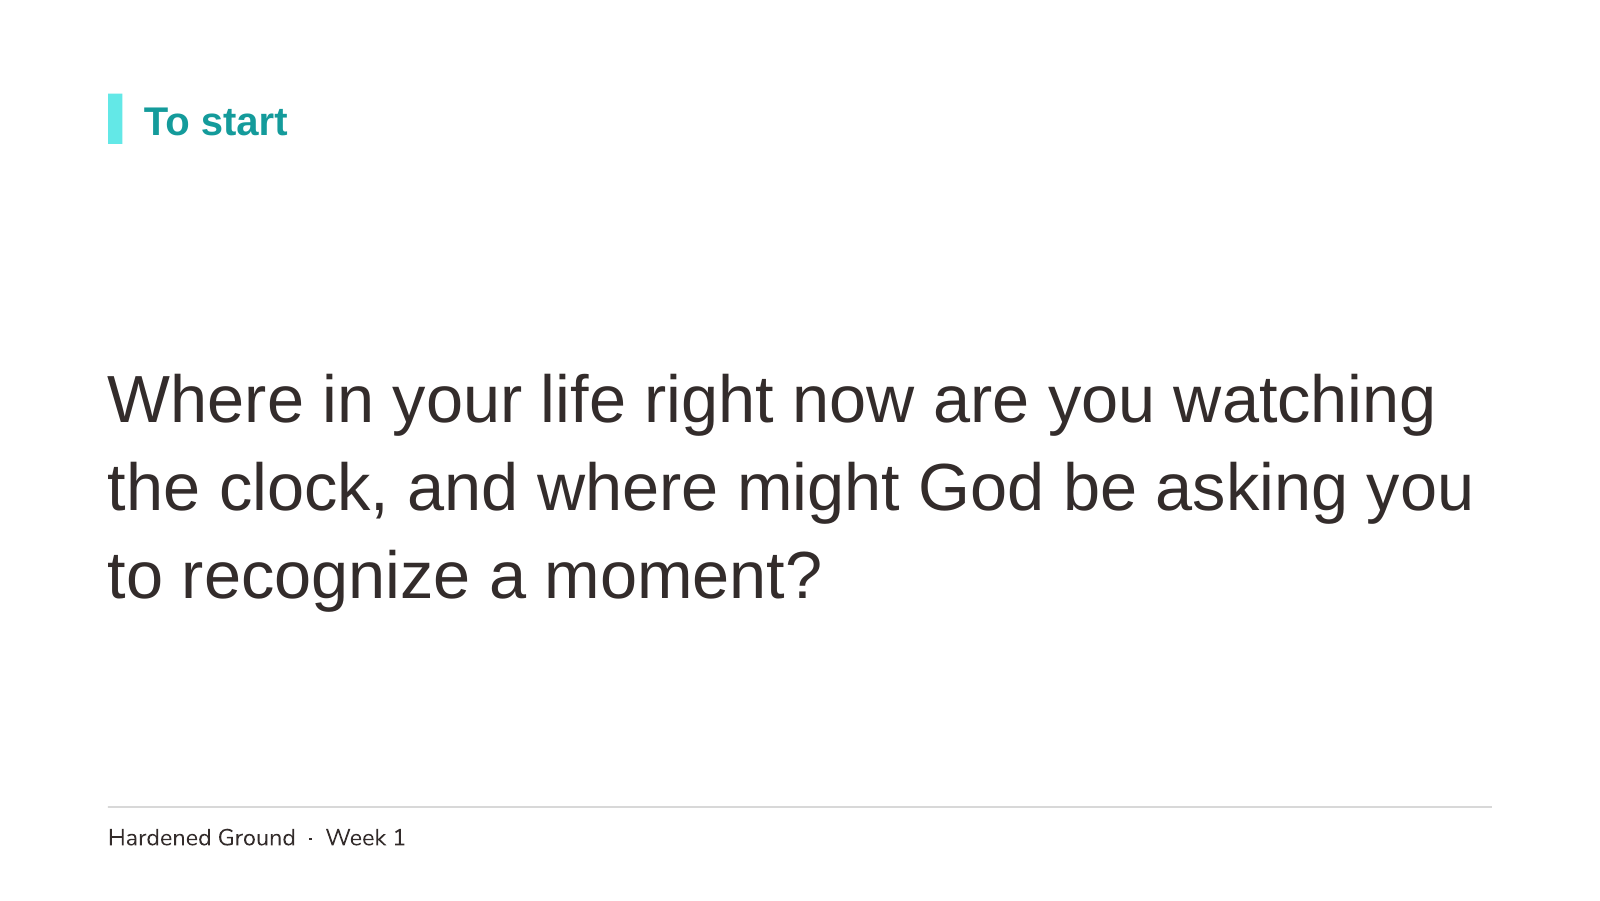 To start
Where in your life right now are you watching
the clock, and where might God be asking you
to recognize a moment?
Hardened Ground · Week 1